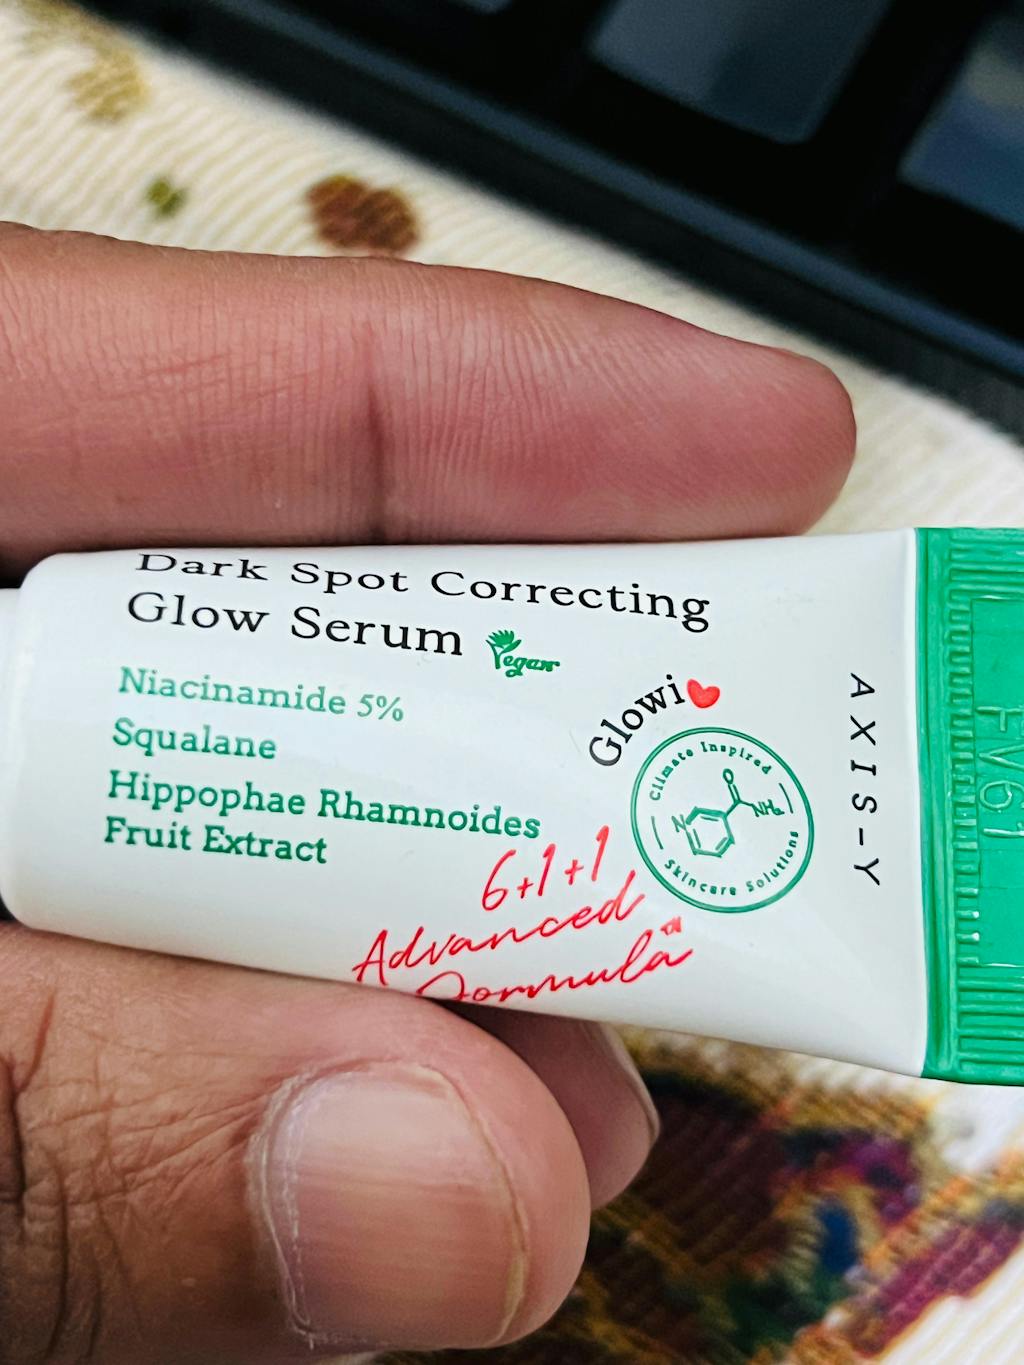 Dark Spot Correcting
Glow Serum Vegan
Niacinamide 5%
Squalane
Hippophae Rhamnoides
Fruit Extract
6+1+1
Advanced
Formula
Glowi
Climate Inspired
N
O
NH₂
Skincare Solutions
AXIS-Y